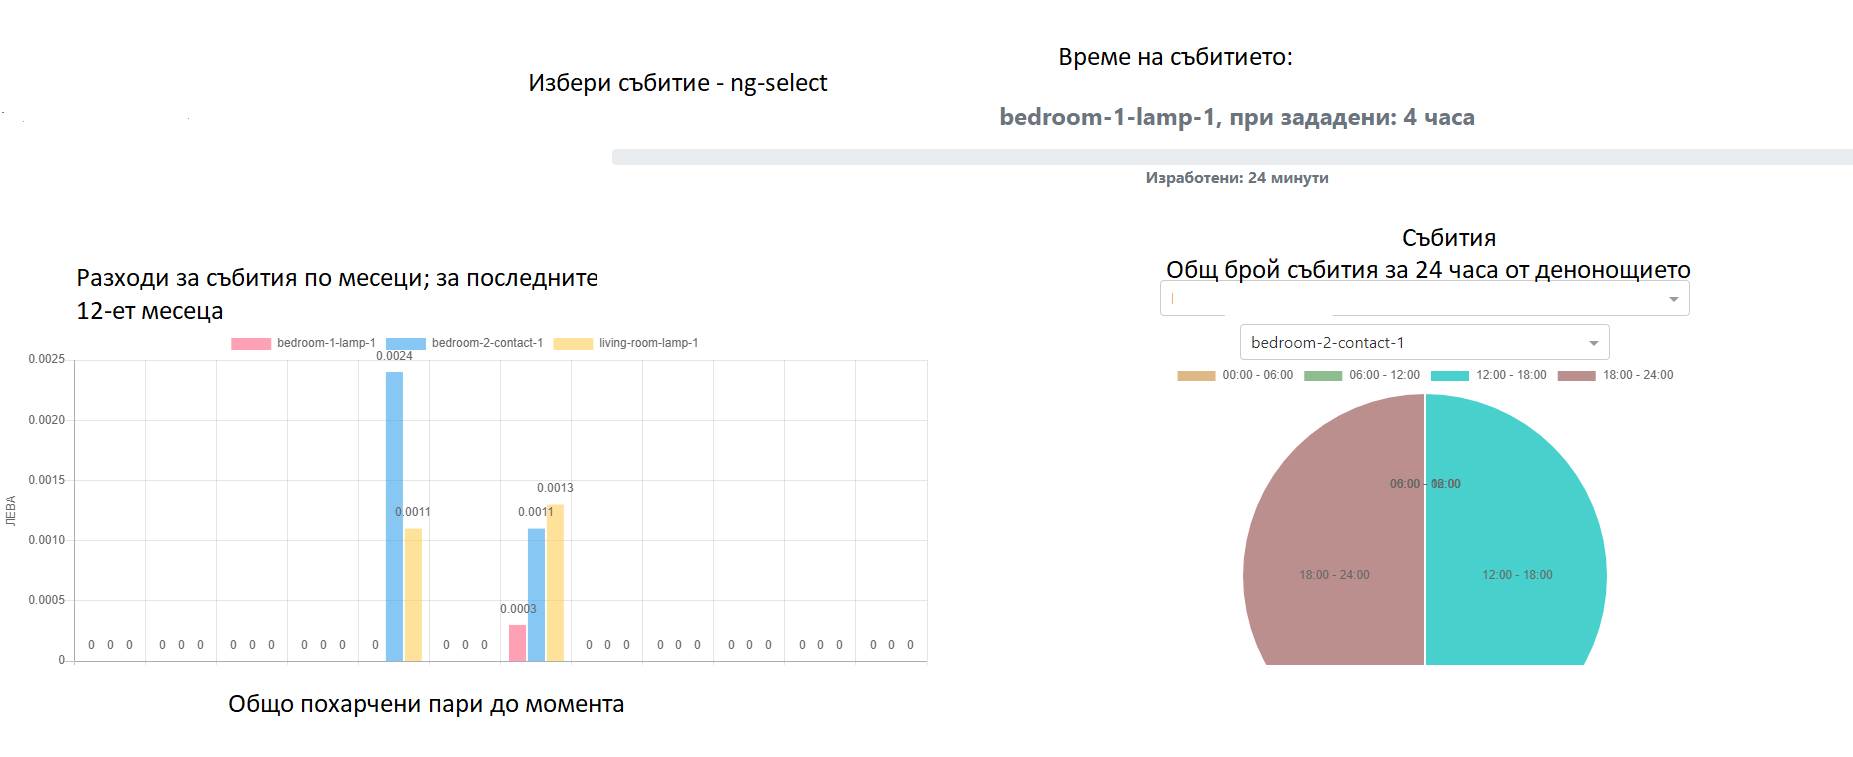 Време на събитието:
Избери събитие - ng-select
bedroom-1-lamp-1, при зададени: 4 часа
Изработени: 24 минути
Събития
Общ брой събития за 24 часа от денонощието
Разходи за събития по месеци; за последните
12-ет месеца
bedroom-2-contact-1
bedroom-1-lamp-1 bedroom-2-contact-1 living-room-lamp-1
00:00 - 06:00 06:00 - 12:00 12:00 - 18:00 18:00 - 24:00
ЛЕВА
0.0025
0.0020
0.0015
0.0010
0.0005
0
0.0024
0.0011
0.0003
0.0011
0.0013
0 0 0 0 0 0 0 0 0 0 0 0 0 0 0 0 0 0 0 0 0 0 0 0 0 0 0 0 0 0 0
18:00 - 24:00
12:00 - 18:00
Общо похарчени пари до момента